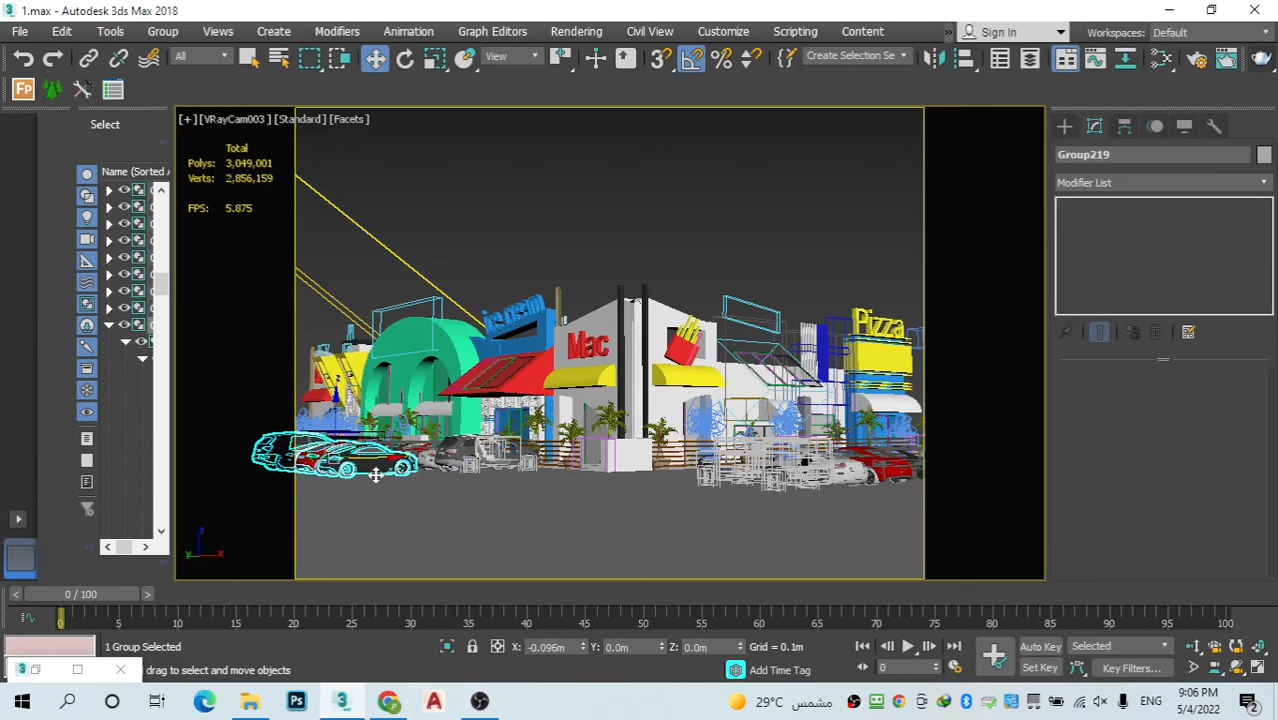 1.max - Autodesk 3ds Max 2018
File Edit Tools Group Views Create Modifiers Animation Graph Editors Rendering Civil View Customize Scripting Content » Sign In Workspaces: Default
All View Create Selection Se
Fp
Select
Name (Sorted A
[+] [VRayCam003 ] [Standard ] [Facets ]
Total
Polys: 3,049,001
Verts: 2,856,159
FPS: 5.875
Group219
Modifier List
ice cream
Mac
Pizza
z
y x
< 0 / 100 >
0 5 10 15 20 25 30 35 40 45 50 55 60 65 70 75 80 85 90 95 100
1 Group Selected X: -0.096m Y: 0.0m Z: 0.0m Grid = 0.1m Auto Key Selected
drag to select and move objects Add Time Tag 0 Set Key Key Filters...
Ps 3 A 29°C مشمس ENG 9:06 PM
5/4/2022 2